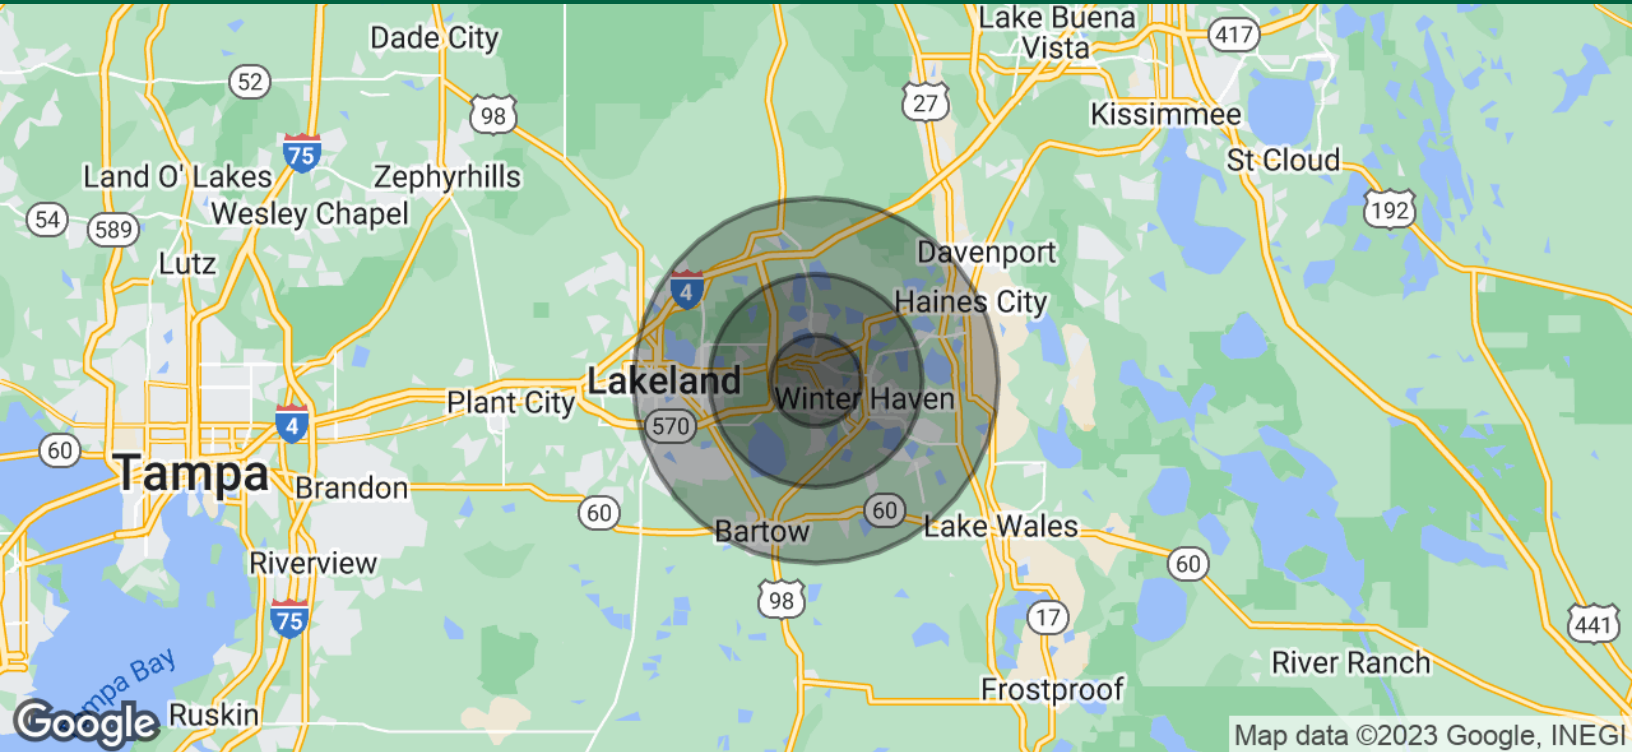 Lake Buena
Vista
417
Dade City
52
98
27
Kissimmee
75
St Cloud
Land O' Lakes
Zephyrhills
192
54
589
Wesley Chapel
Lutz
Davenport
4
Haines City
Lakeland
Winter Haven
Plant City
570
4
60
Tampa
Brandon
60
60
Bartow
Lake Wales
60
Riverview
98
75
17
441
River Ranch
Tampa Bay
Frostproof
Ruskin
Google
Map data ©2023 Google, INEGI